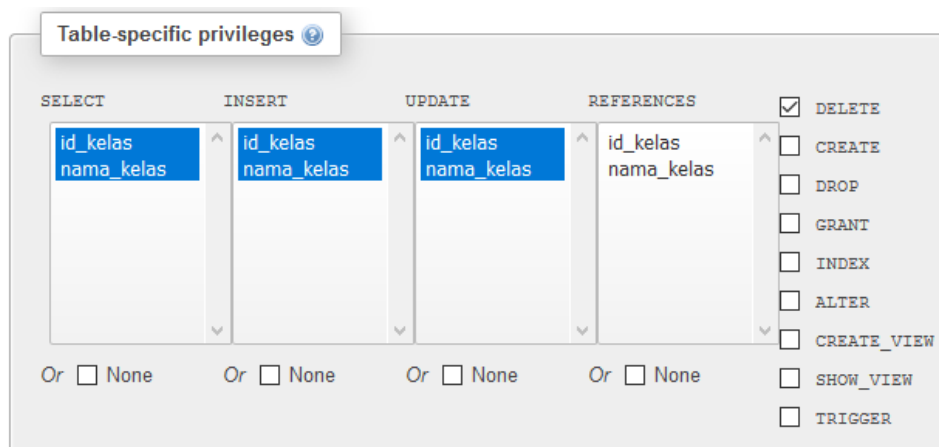 Table-specific privileges
SELECT
id_kelas
nama_kelas
Or None
INSERT
id_kelas
nama_kelas
Or None
UPDATE
id_kelas
nama_kelas
Or None
REFERENCES
id_kelas
nama_kelas
Or None
DELETE
CREATE
DROP
GRANT
INDEX
ALTER
CREATE_VIEW
SHOW_VIEW
TRIGGER